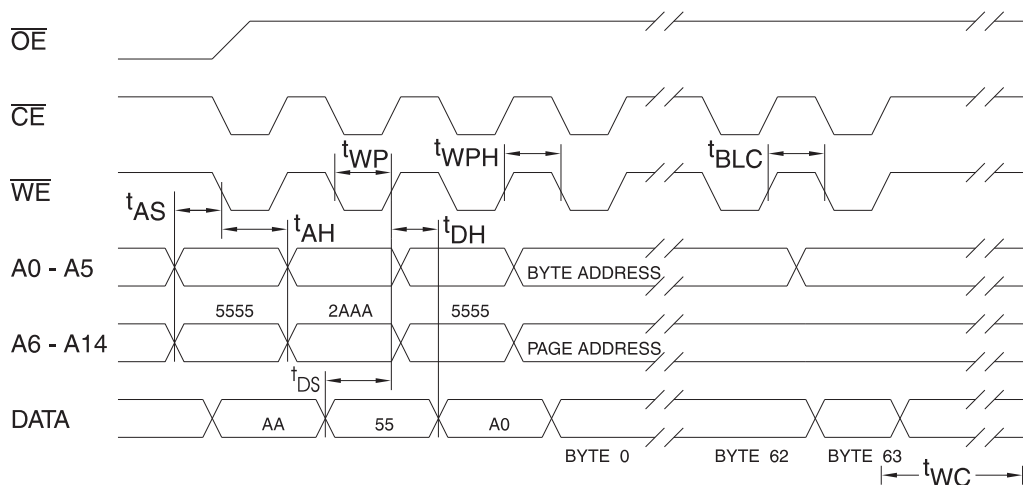 OE
CE
tWP
tWPH
tBLC
WE
tAS
tAH
tDH
A0 - A5
BYTE ADDRESS
5555
2AAA
5555
A6 - A14
PAGE ADDRESS
tDS
DATA
AA
55
A0
BYTE 0
BYTE 62
BYTE 63
tWC